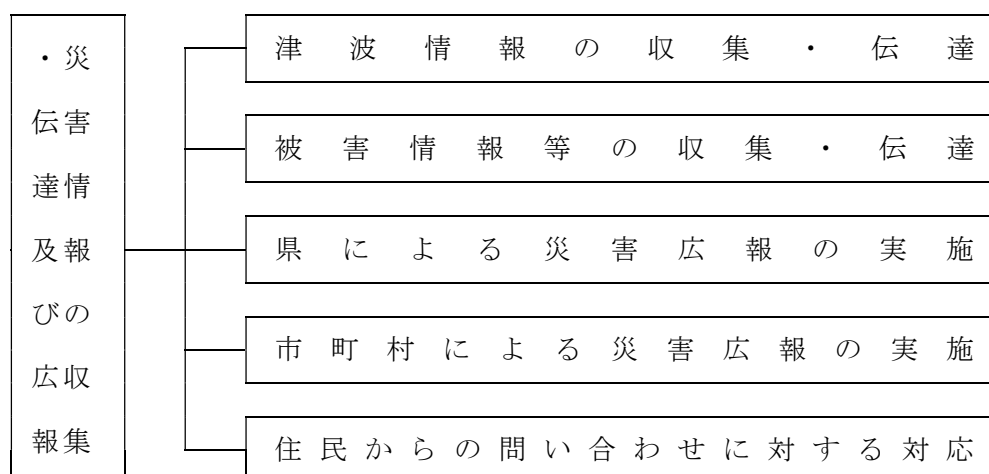 災害情報の収集
・伝達及び広報
津波情報の収集・伝達
被害情報等の収集・伝達
県による災害広報の実施
市町村による災害広報の実施
住民からの問い合わせに対する対応